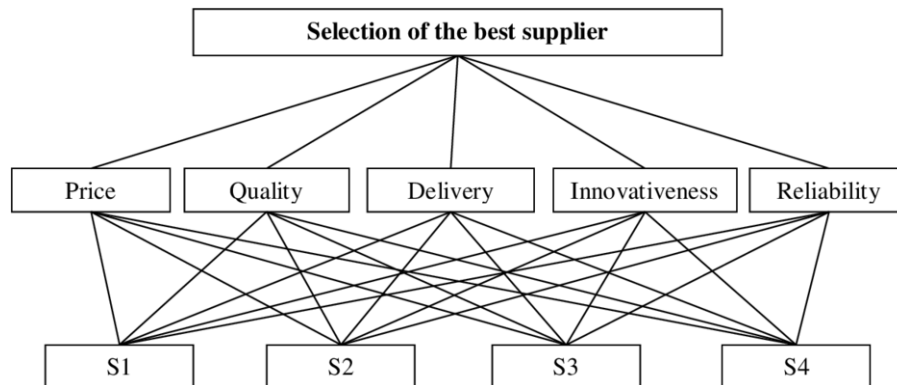 Selection of the best supplier
Price
Quality
Delivery
Innovativeness
Reliability
S1
S2
S3
S4